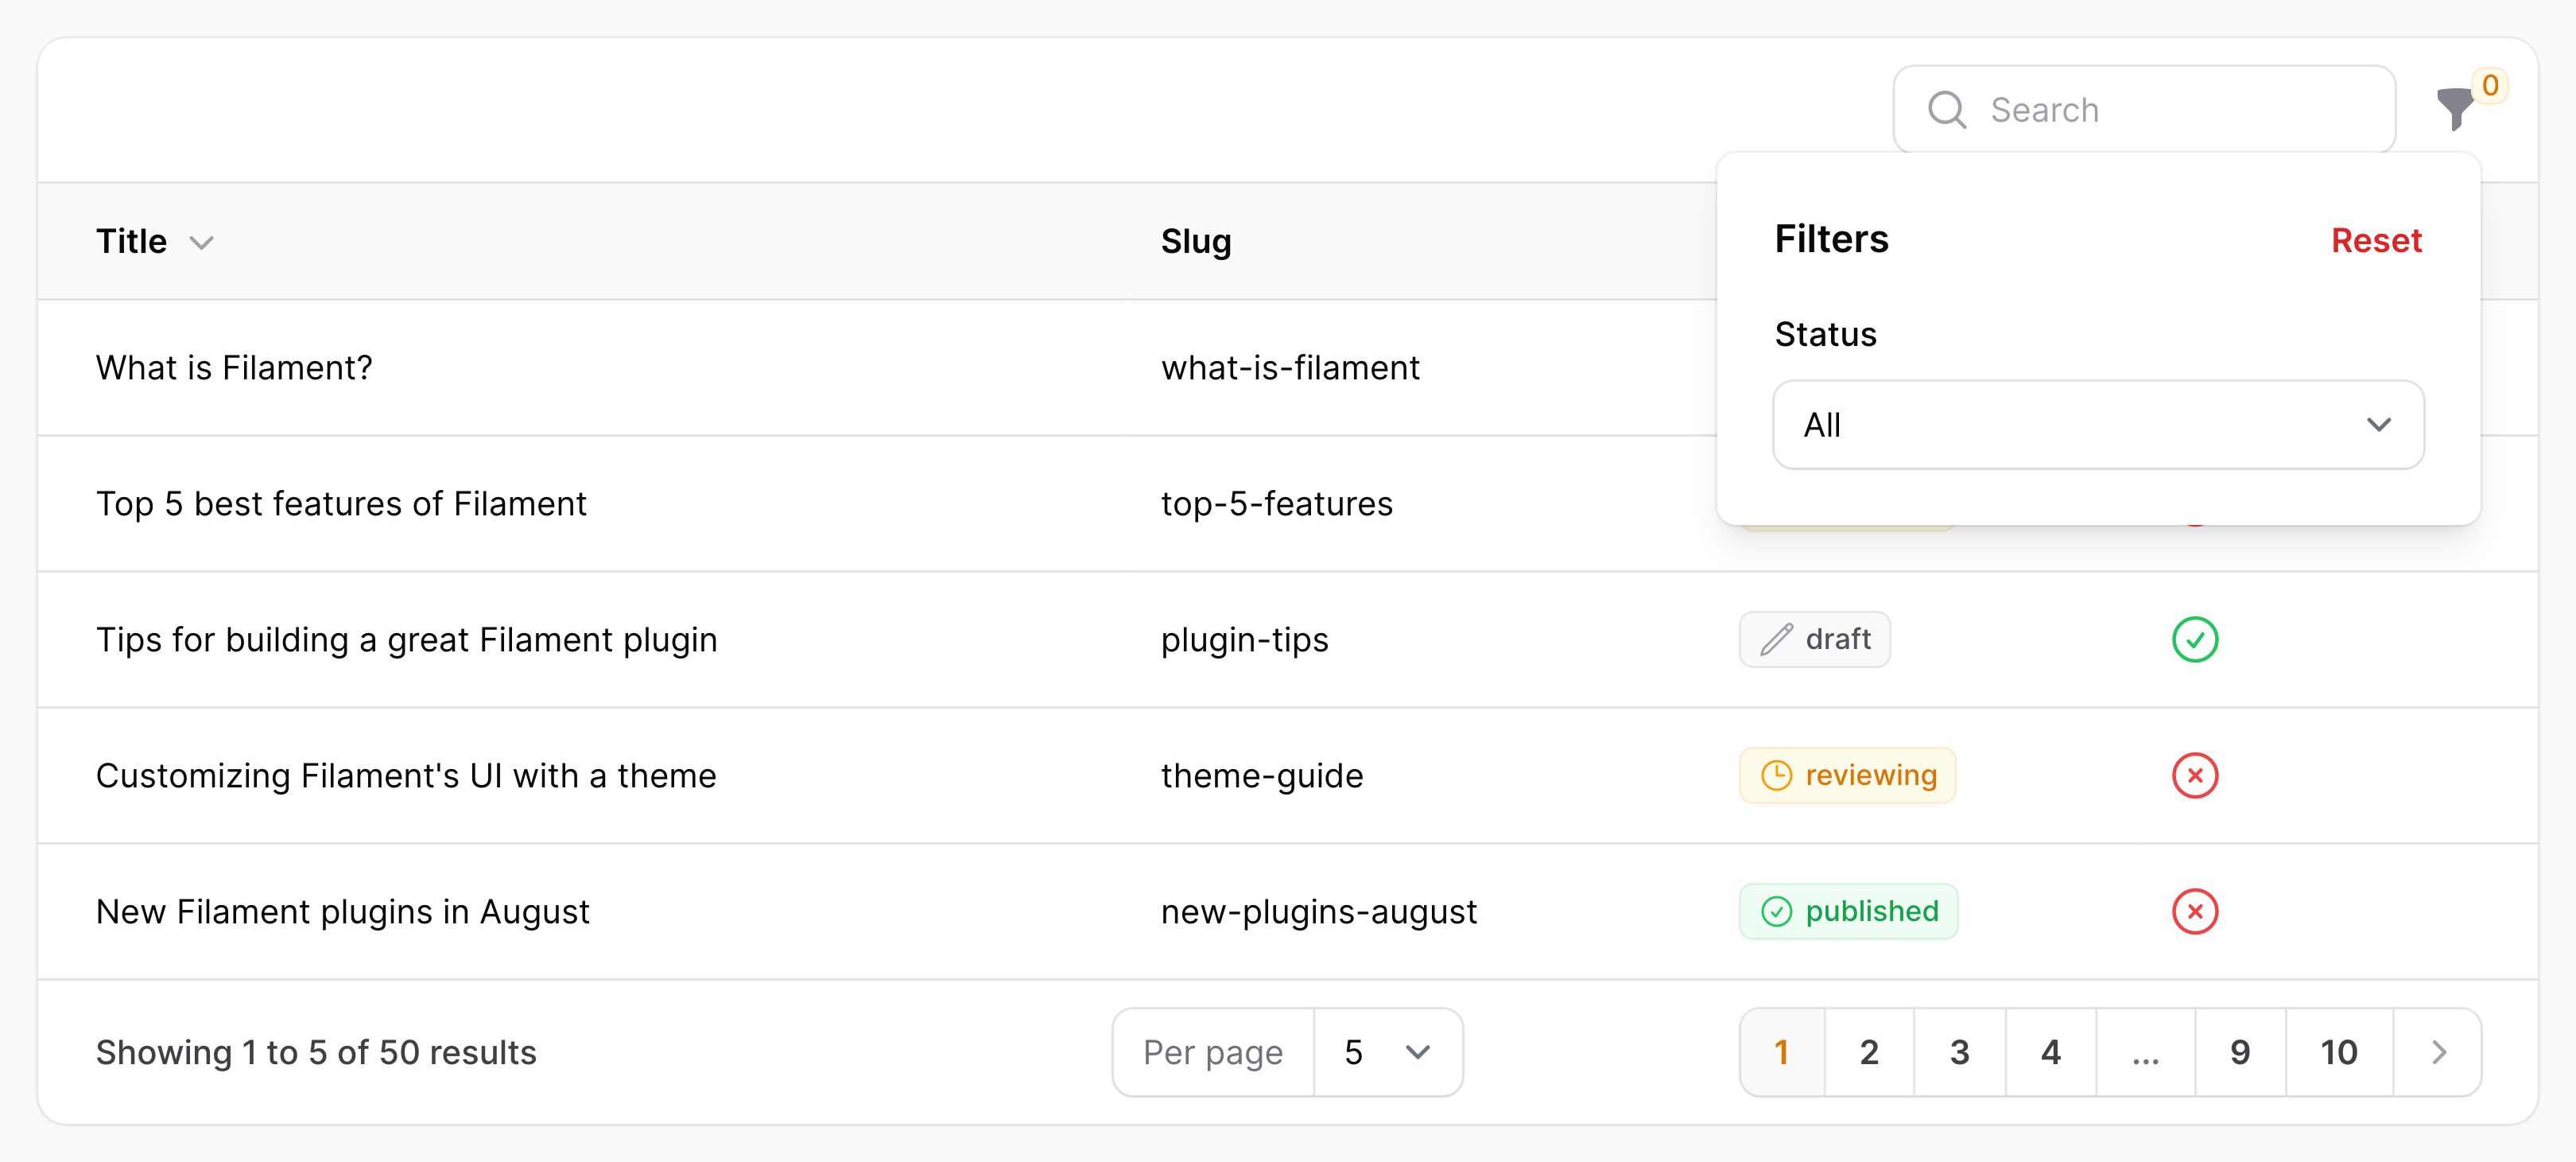 Search
0
Title
Slug
Filters
Reset
Status
All
What is Filament?
what-is-filament
Top 5 best features of Filament
top-5-features
Tips for building a great Filament plugin
plugin-tips
draft
Customizing Filament's UI with a theme
theme-guide
reviewing
New Filament plugins in August
new-plugins-august
published
Showing 1 to 5 of 50 results
Per page
5
1
2
3
4
...
9
10